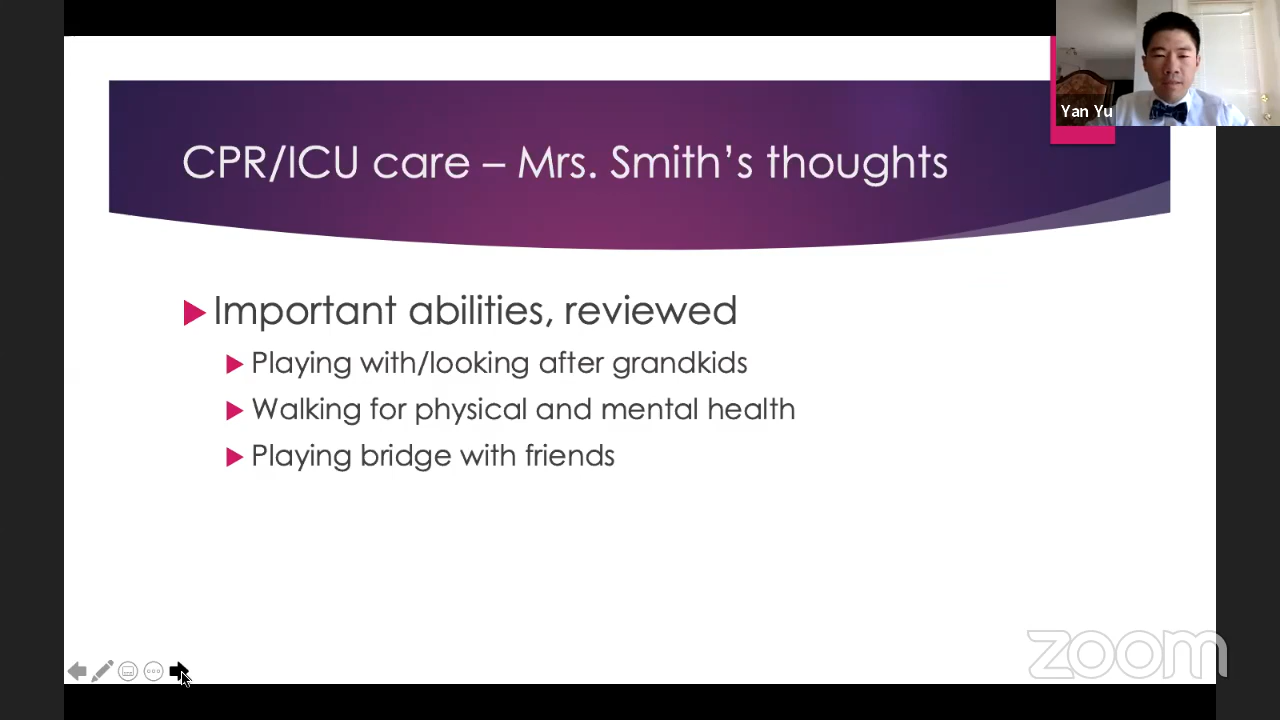 Yan Yu
CPR/ICU care – Mrs. Smith's thoughts
Important abilities, reviewed
Playing with/looking after grandkids
Walking for physical and mental health
Playing bridge with friends
zoom